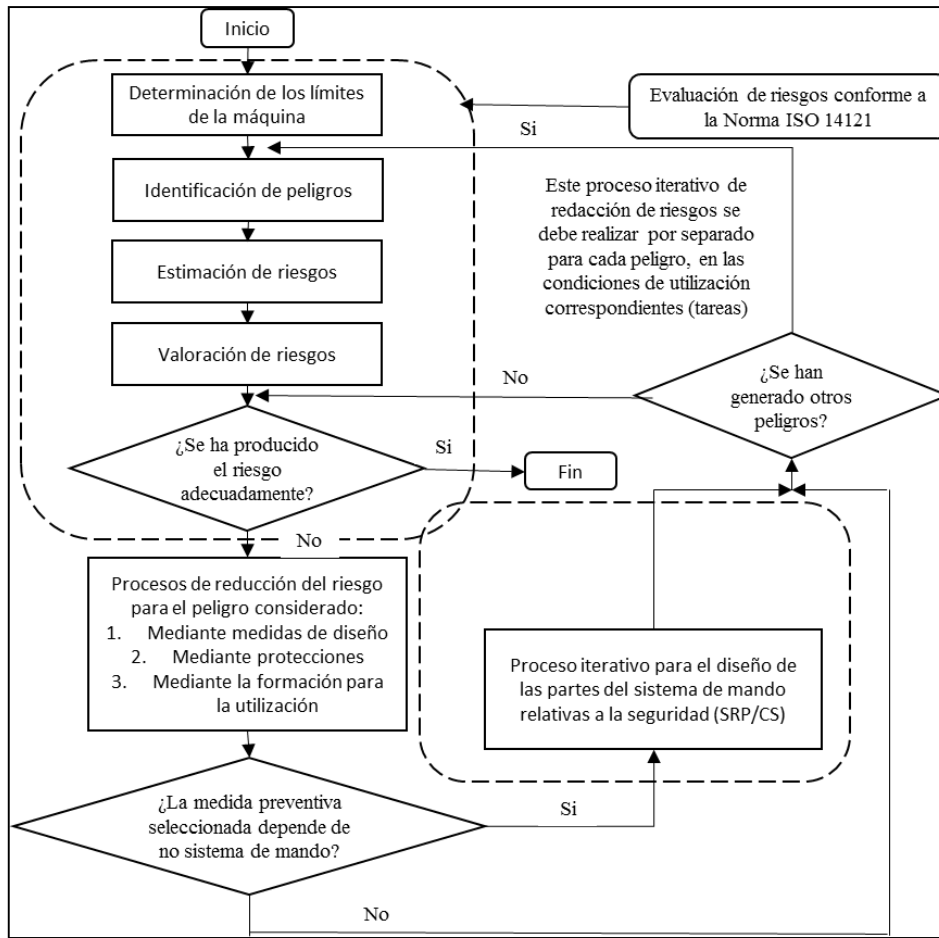 Inicio
Determinación de los límites
de la máquina
Evaluación de riesgos conforme a
la Norma ISO 14121
Si
Identificación de peligros
Este proceso iterativo de
redacción de riesgos se
debe realizar por separado
para cada peligro, en las
condiciones de utilización
correspondientes (tareas)
Estimación de riesgos
Valoración de riesgos
No
¿Se han
generado otros
peligros?
¿Se ha producido
el riesgo
adecuadamente?
Si
Fin
No
Procesos de reducción del riesgo
para el peligro considerado:
1. Mediante medidas de diseño
2. Mediante protecciones
3. Mediante la formación para
la utilización
Proceso iterativo para el diseño de
las partes del sistema de mando
relativas a la seguridad (SRP/CS)
¿La medida preventiva
seleccionada depende de
no sistema de mando?
Si
No